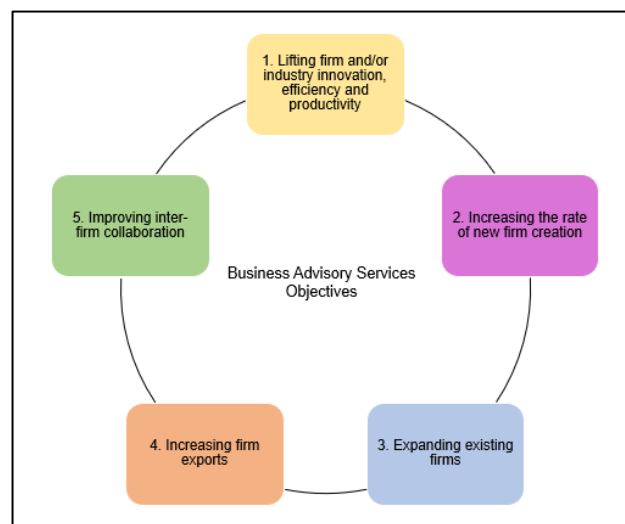 1. Lifting firm and/or
industry innovation,
efficiency and
productivity
2. Increasing the rate
of new firm creation
3. Expanding existing
firms
4. Increasing firm
exports
5. Improving inter-
firm collaboration
Business Advisory Services
Objectives